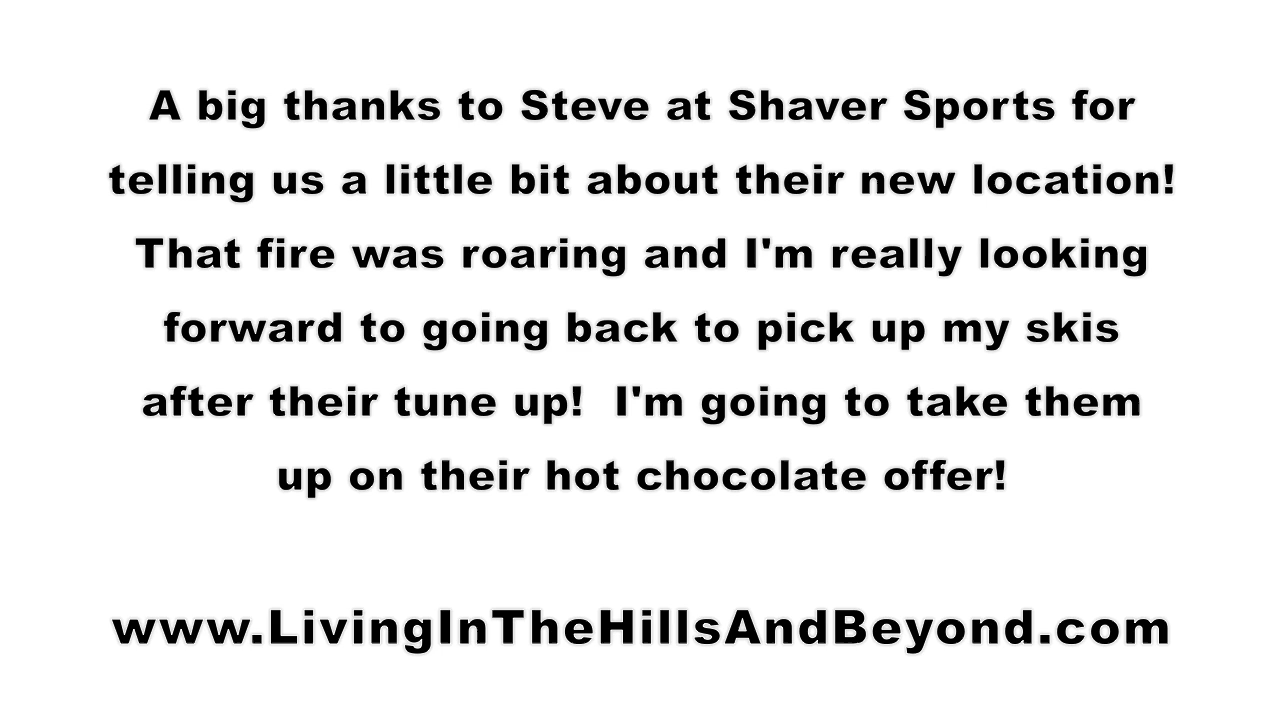 A big thanks to Steve at Shaver Sports for
telling us a little bit about their new location!
That fire was roaring and I'm really looking
forward to going back to pick up my skis
after their tune up!  I'm going to take them
up on their hot chocolate offer!
www.LivingInTheHillsAndBeyond.com